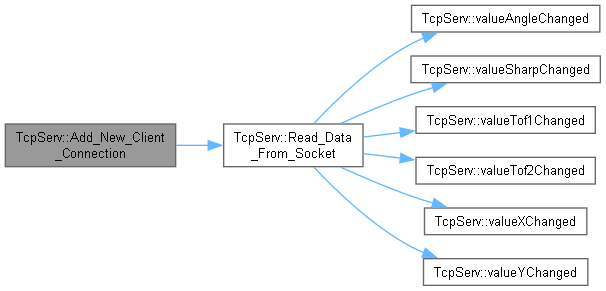 TcpServ::Add_New_Client
_Connection
TcpServ::Read_Data
_From_Socket
TcpServ::valueAngleChanged
TcpServ::valueSharpChanged
TcpServ::valueTof1Changed
TcpServ::valueTof2Changed
TcpServ::valueXChanged
TcpServ::valueYChanged